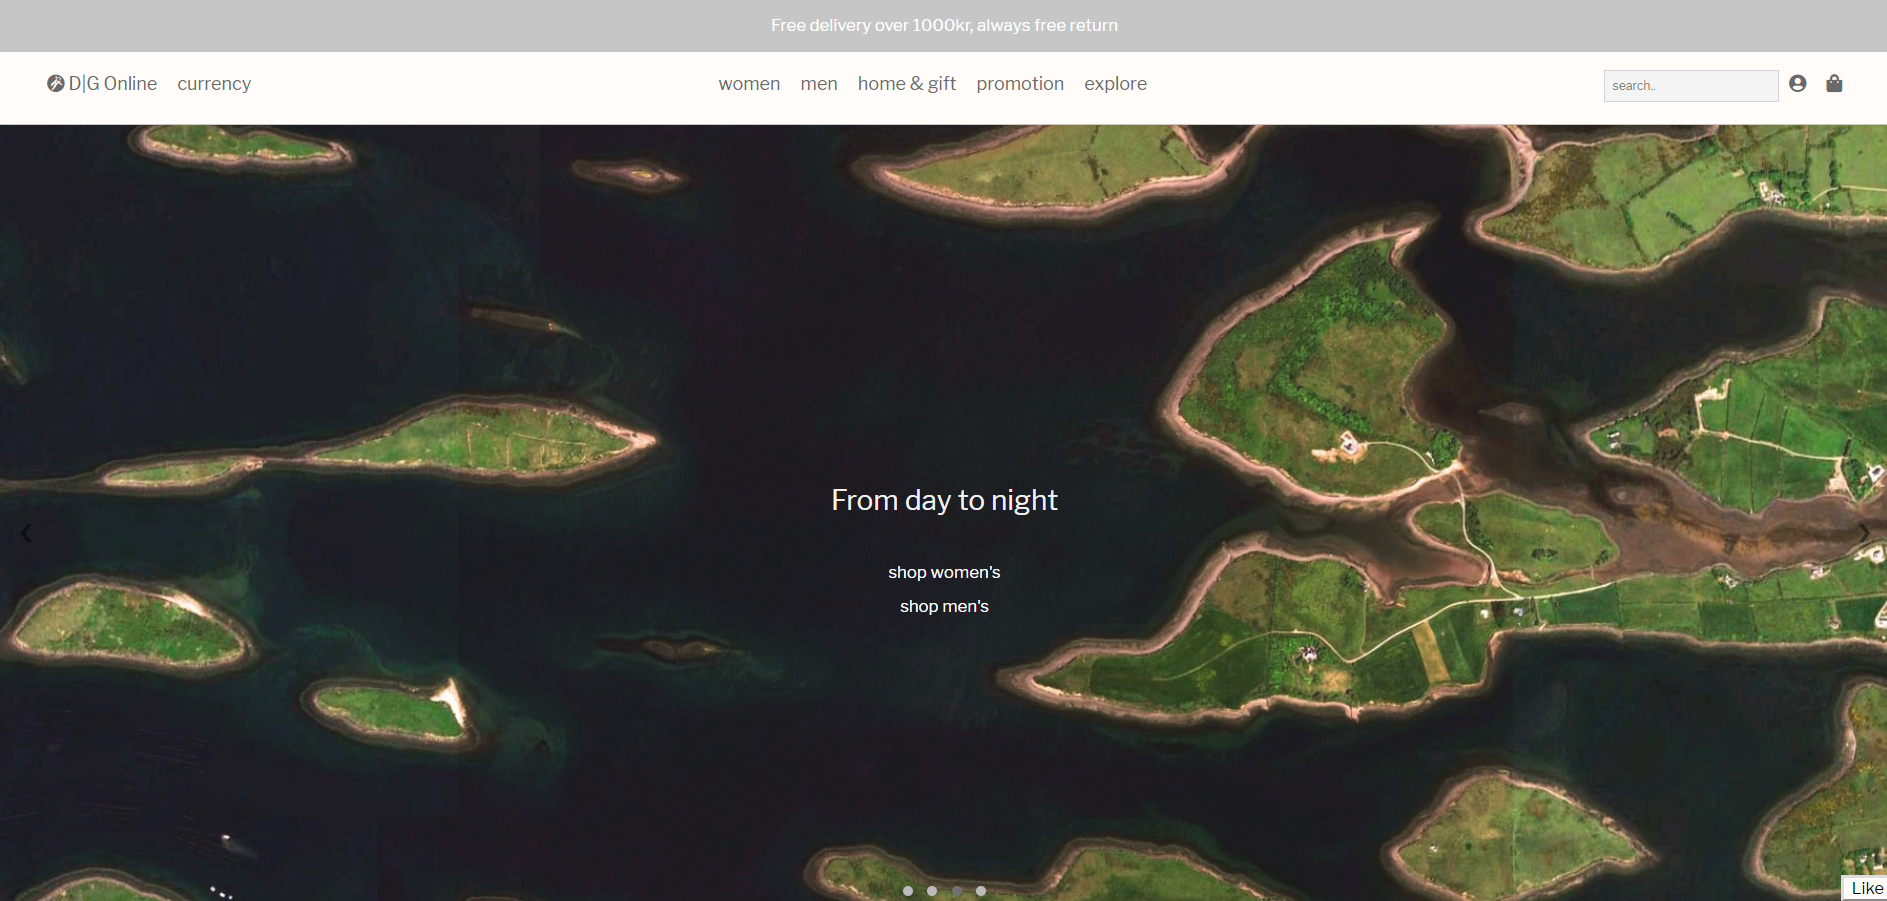 Free delivery over 1000kr, always free return
D|G Online currency women men home & gift promotion explore search..
From day to night
shop women's
shop men's
Like